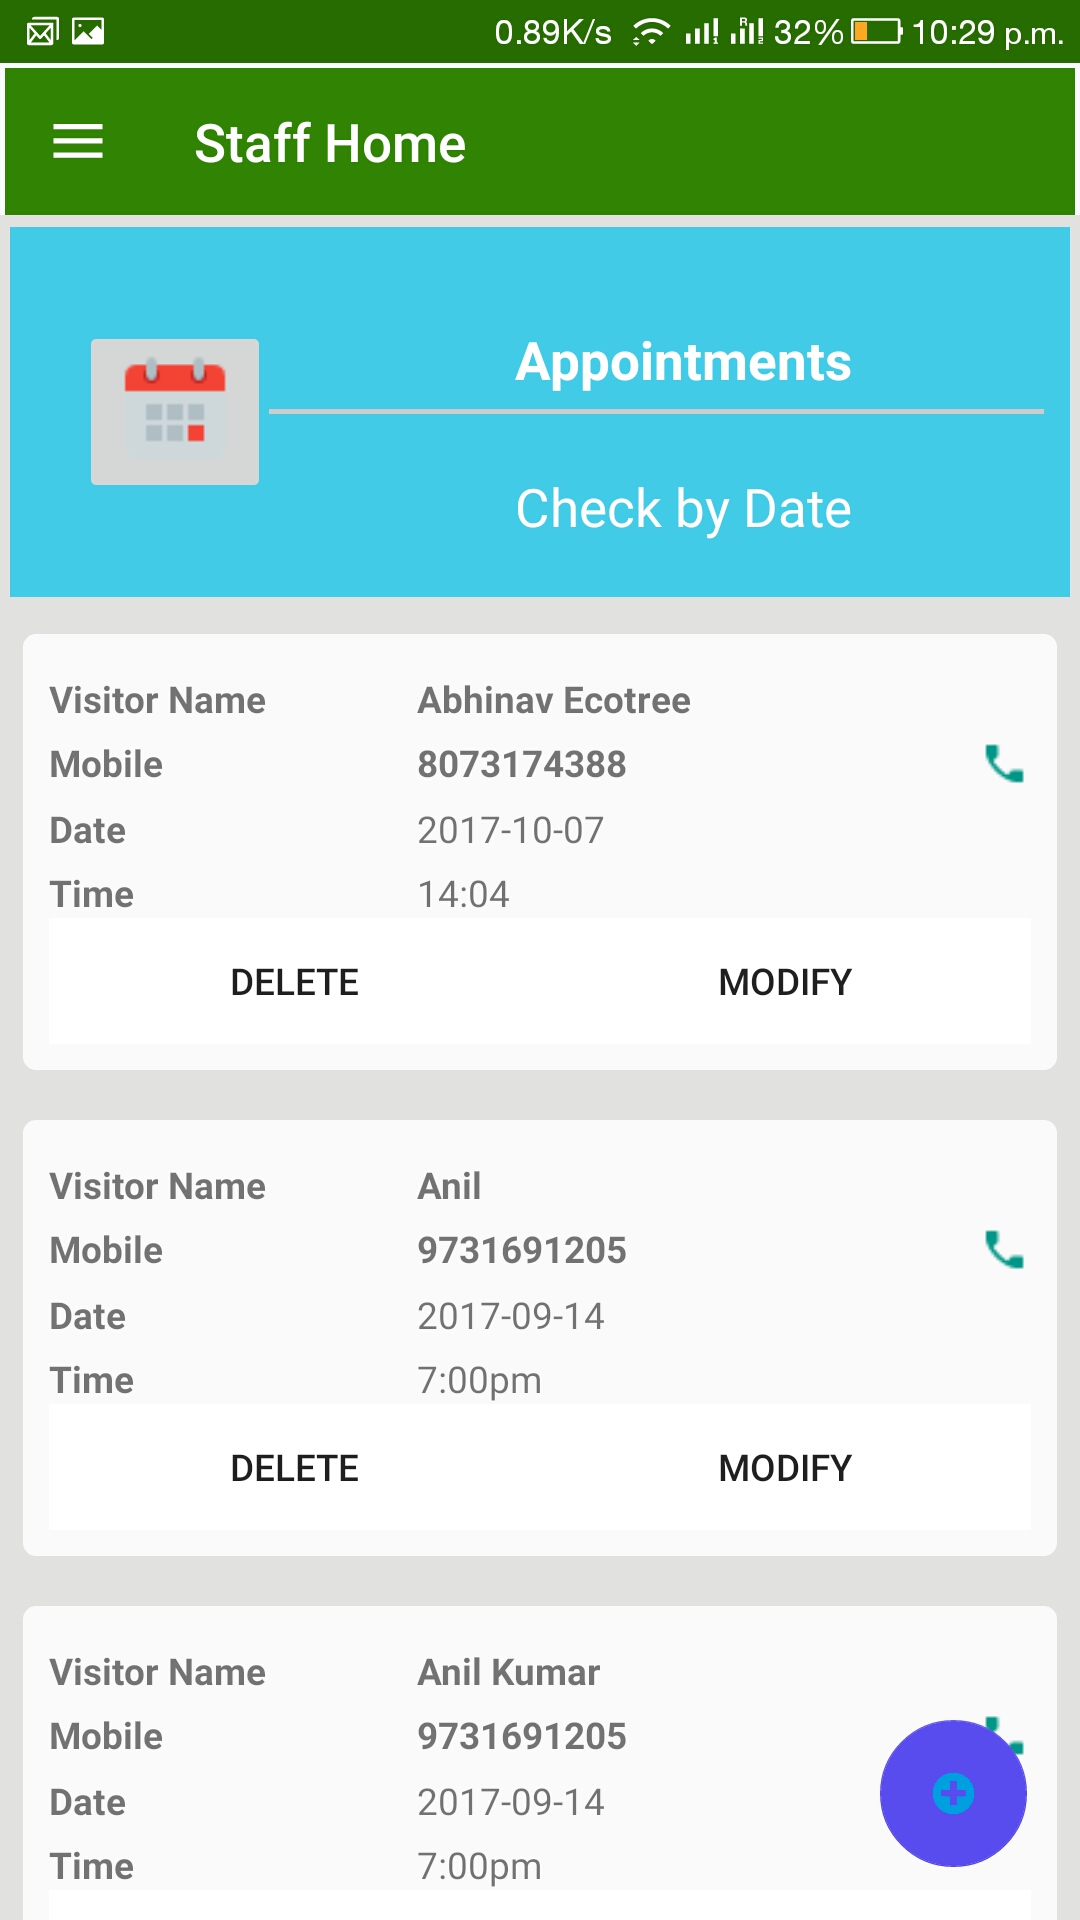 0.89K/s 32% 10:29 p.m.
Staff Home
Appointments
Check by Date
Visitor Name Abhinav Ecotree
Mobile 8073174388
Date 2017-10-07
Time 14:04
DELETE MODIFY
Visitor Name Anil
Mobile 9731691205
Date 2017-09-14
Time 7:00pm
DELETE MODIFY
Visitor Name Anil Kumar
Mobile 9731691205
Date 2017-09-14
Time 7:00pm